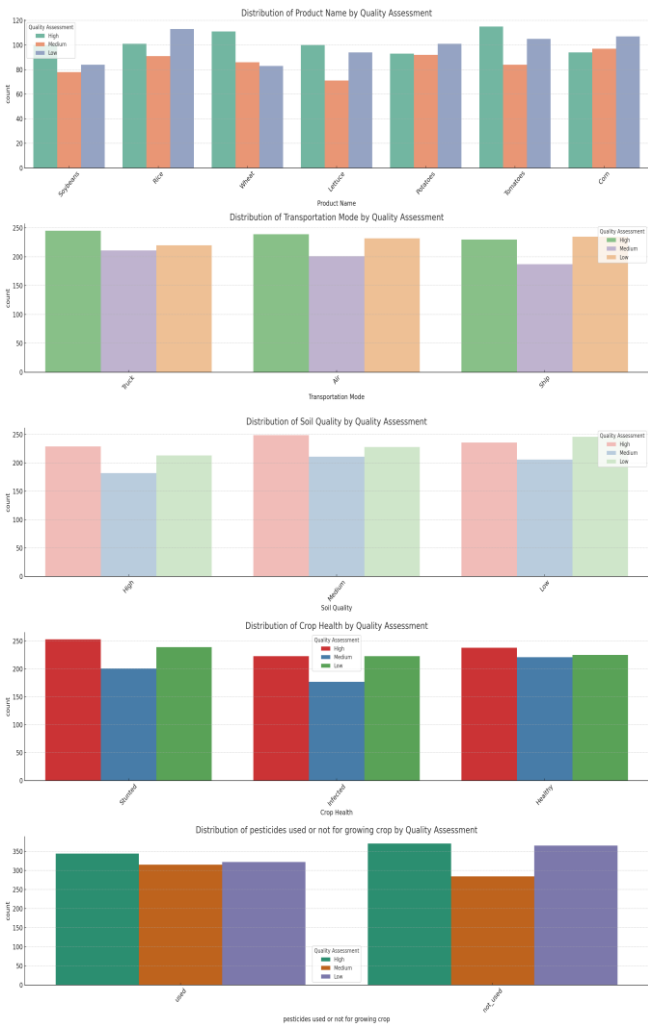 Distribution of Product Name by Quality Assessment
120
100
80
60
40
20
0
count
Quality Assessment
High
Medium
Low
Soybeans
Rice
Wheat
Lettuce
Potatoes
Tomatoes
Corn
Product Name
Distribution of Transportation Mode by Quality Assessment
250
200
150
100
50
0
count
Quality Assessment
High
Medium
Low
Truck
Air
Ship
Transportation Mode
Distribution of Soil Quality by Quality Assessment
250
200
150
100
50
0
count
Quality Assessment
High
Medium
Low
High
Medium
Low
Soil Quality
Distribution of Crop Health by Quality Assessment
250
200
150
100
50
0
count
Quality Assessment
High
Medium
Low
Stunted
Infected
Healthy
Crop Health
Distribution of pesticides used or not for growing crop by Quality Assessment
350
300
250
200
150
100
50
0
count
Quality Assessment
High
Medium
Low
used
not_used
pesticides used or not for growing crop